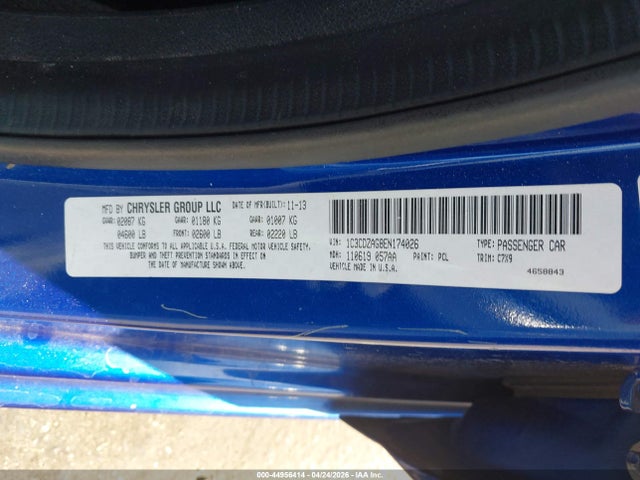 MFD BY CHRYSLER GROUP LLC DATE OF MFR(BUILT): 11-13
GVWR: 02087 KG GAWR: 01180 KG GAWR: 01007 KG
04600 LB FRONT: 02600 LB REAR: 02220 LB
THIS VEHICLE CONFORMS TO ALL APPLICABLE U.S.A. FEDERAL MOTOR VEHICLE SAFETY,
BUMPER AND THEFT PREVENTION STANDARDS IN EFFECT ON
THE DATE OF MANUFACTURE SHOWN ABOVE.
VIN: 1C3CDZAG8EN174026 TYPE: PASSENGER CAR
MDH: 110619 057AA PAINT: PCL TRIM: C7X9
VEHICLE MADE IN U.S.A. 4658843
000-44956414 - 04/24/2026 - IAAI.COM